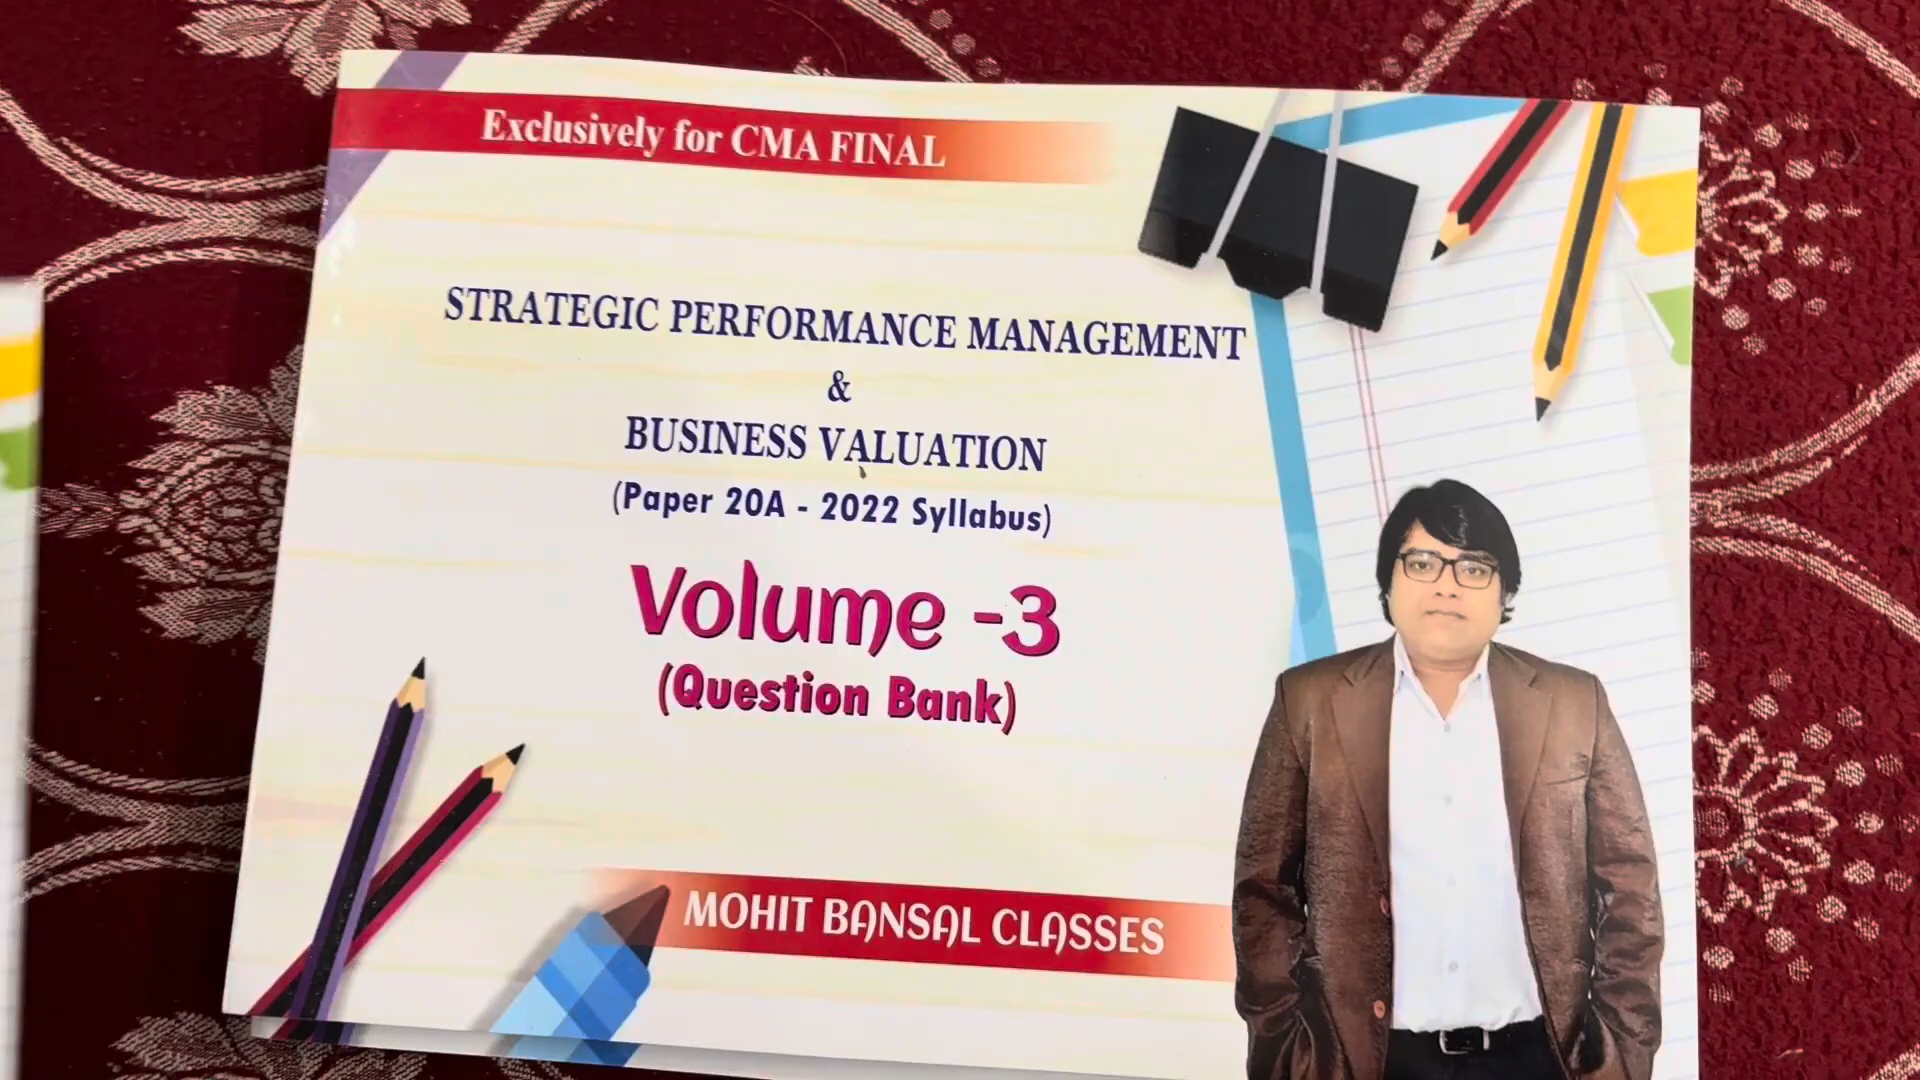 Exclusively for CMA FINAL
STRATEGIC PERFORMANCE MANAGEMENT
&
BUSINESS VALUATION
(Paper 20A - 2022 Syllabus)
Volume -3
(Question Bank)
MOHIT BANSAL CLASSES